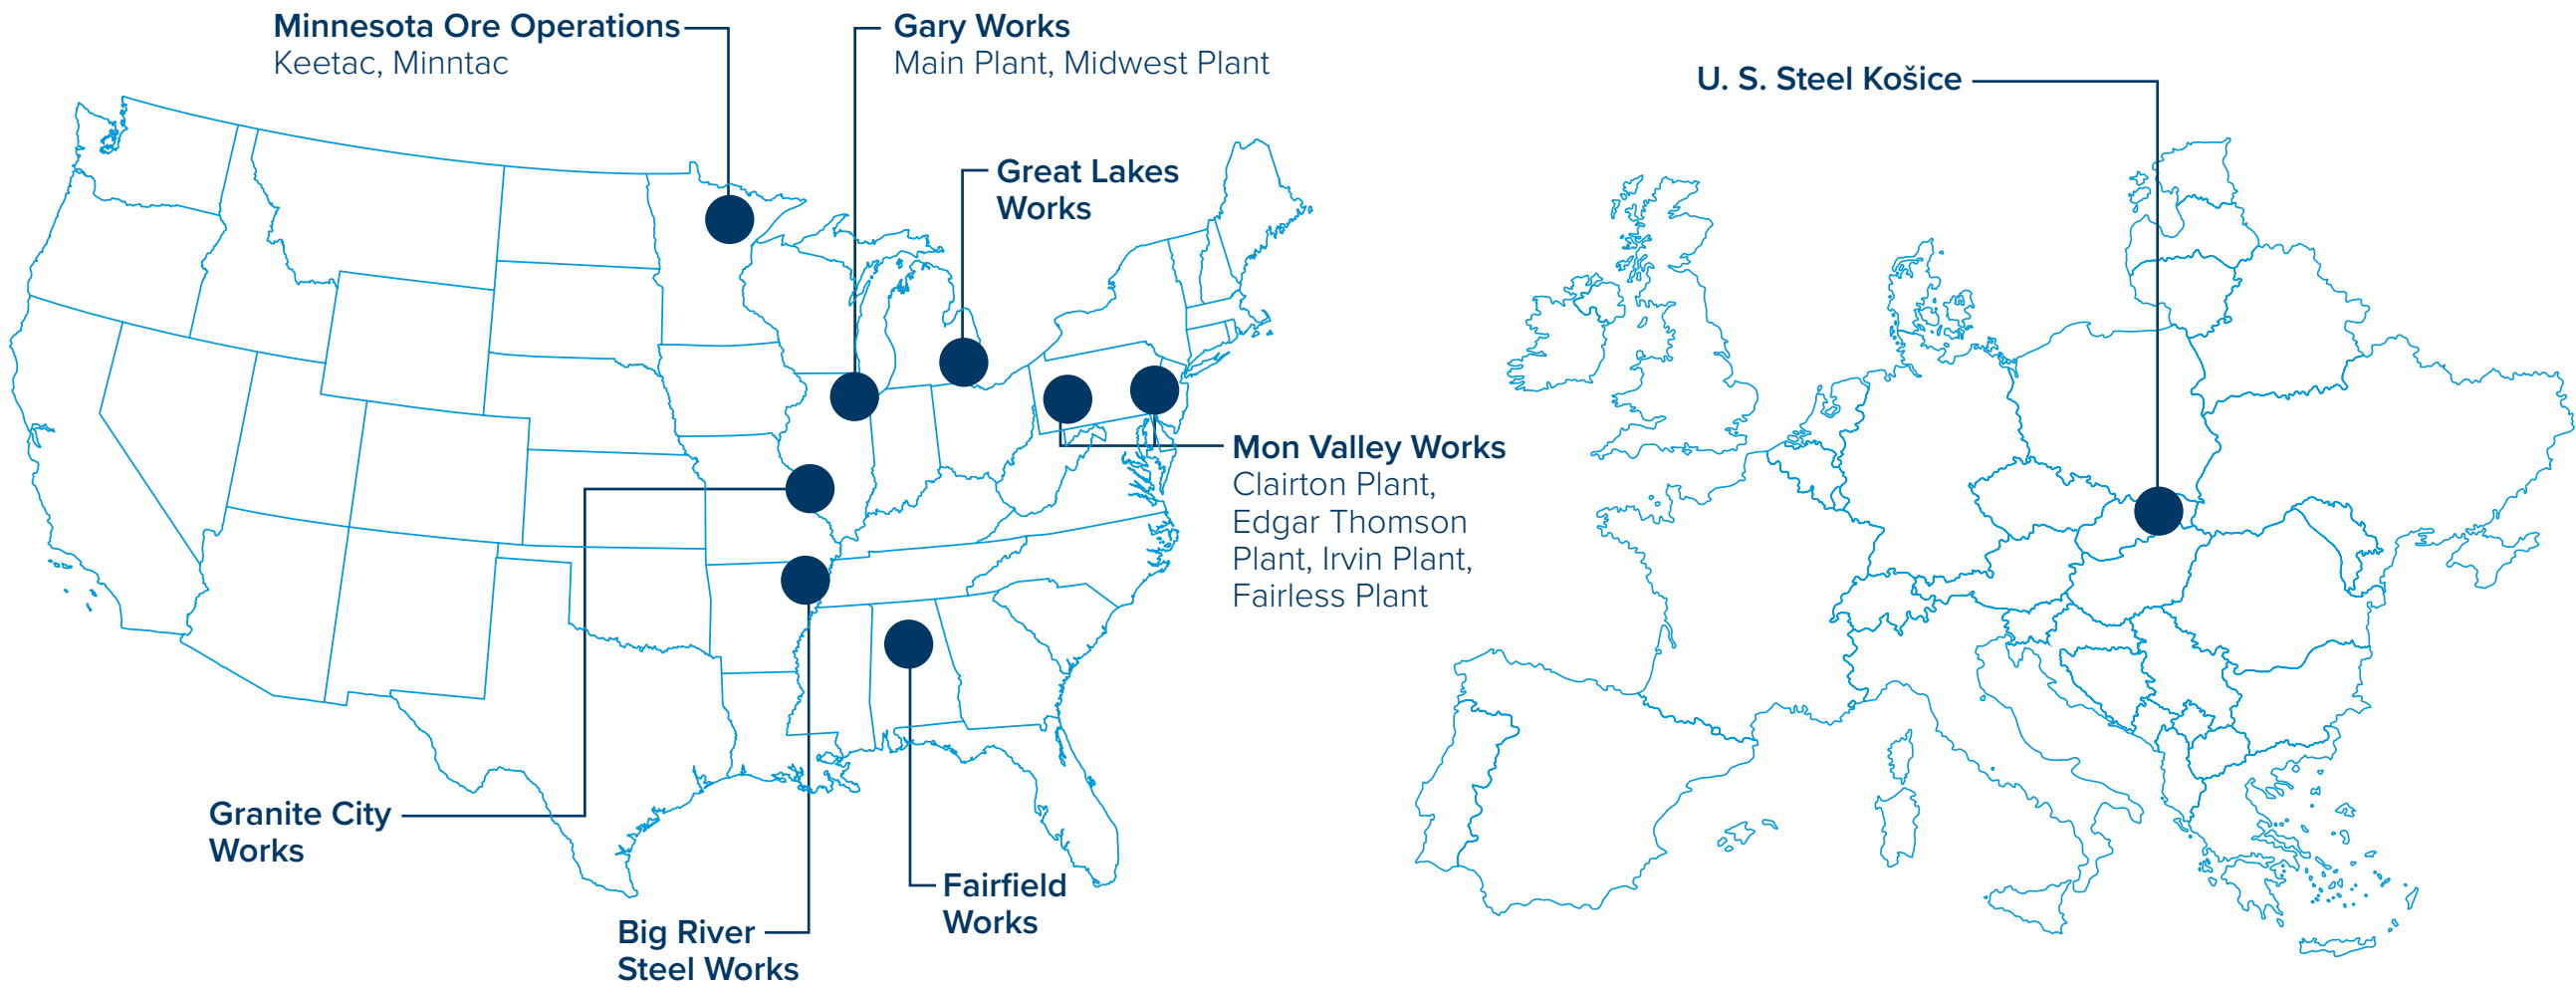 Minnesota Ore Operations
Keetac, Minntac
Gary Works
Main Plant, Midwest Plant
U. S. Steel Košice
Great Lakes
Works
Mon Valley Works
Clairton Plant,
Edgar Thomson
Plant, Irvin Plant,
Fairless Plant
Granite City
Works
Fairfield
Works
Big River
Steel Works